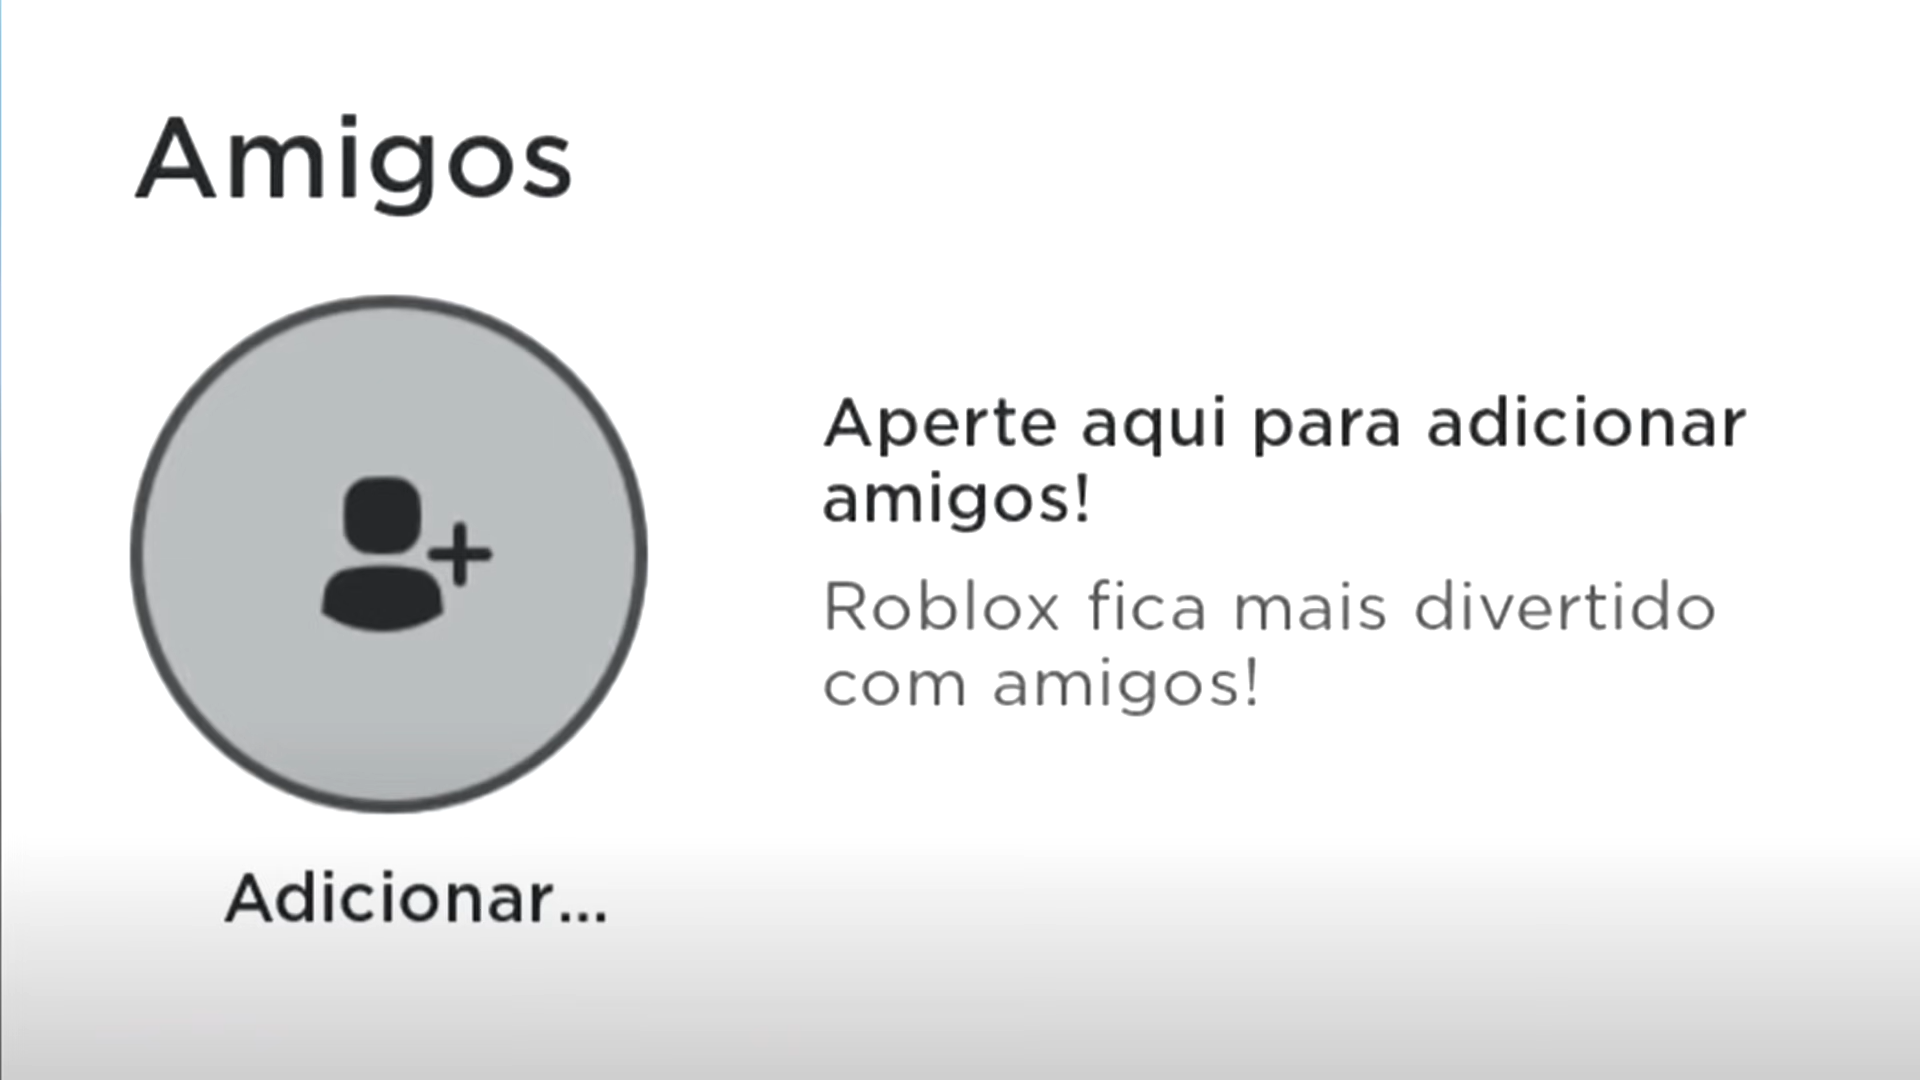 Amigos
Aperte aqui para adicionar
amigos!
Roblox fica mais divertido
com amigos!
Adicionar...